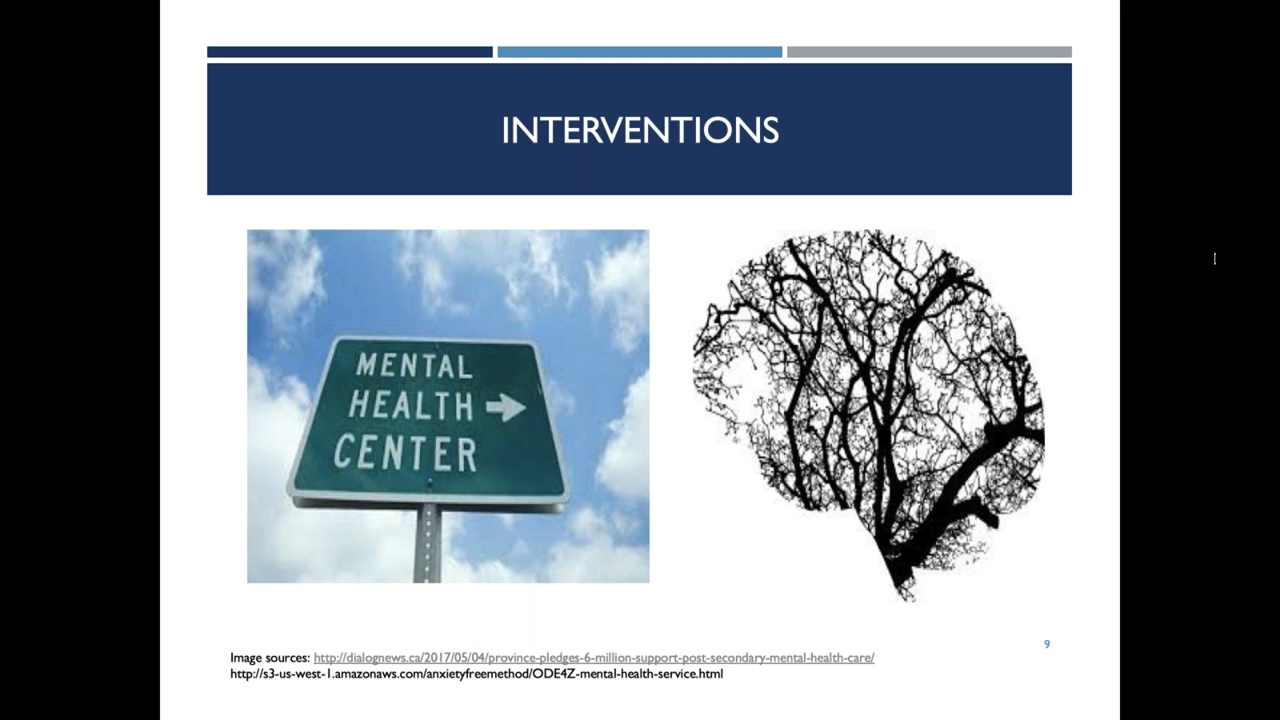 INTERVENTIONS
MENTAL
HEALTH
CENTER
9
Image sources: http://dialognews.ca/2017/05/04/province-pledges-6-million-support-post-secondary-mental-health-care/
http://s3-us-west-1.amazonaws.com/anxietyfreemethod/ODE4Z-mental-health-service.html